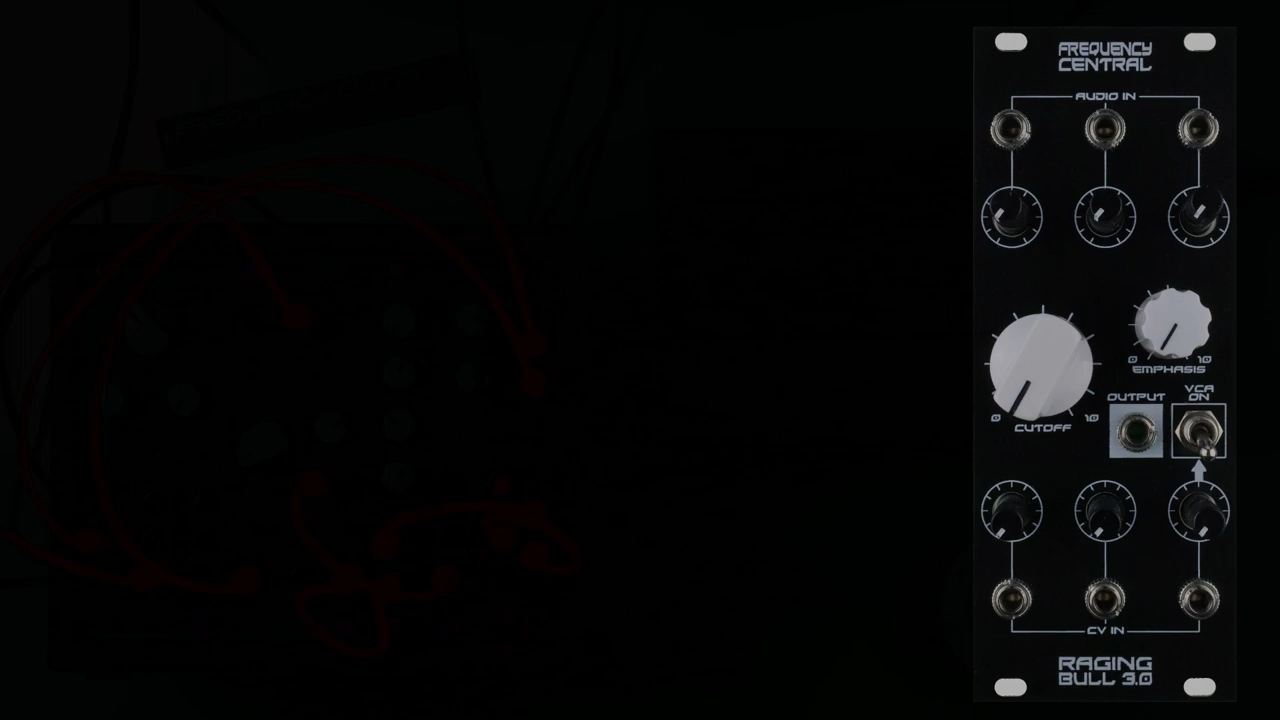 FREQUENCY
CENTRAL
AUDIO IN
0 10
EMPHASIS
OUTPUT
VCA
ON
0 10
CUTOFF
CV IN
RAGING
BULL 3.0